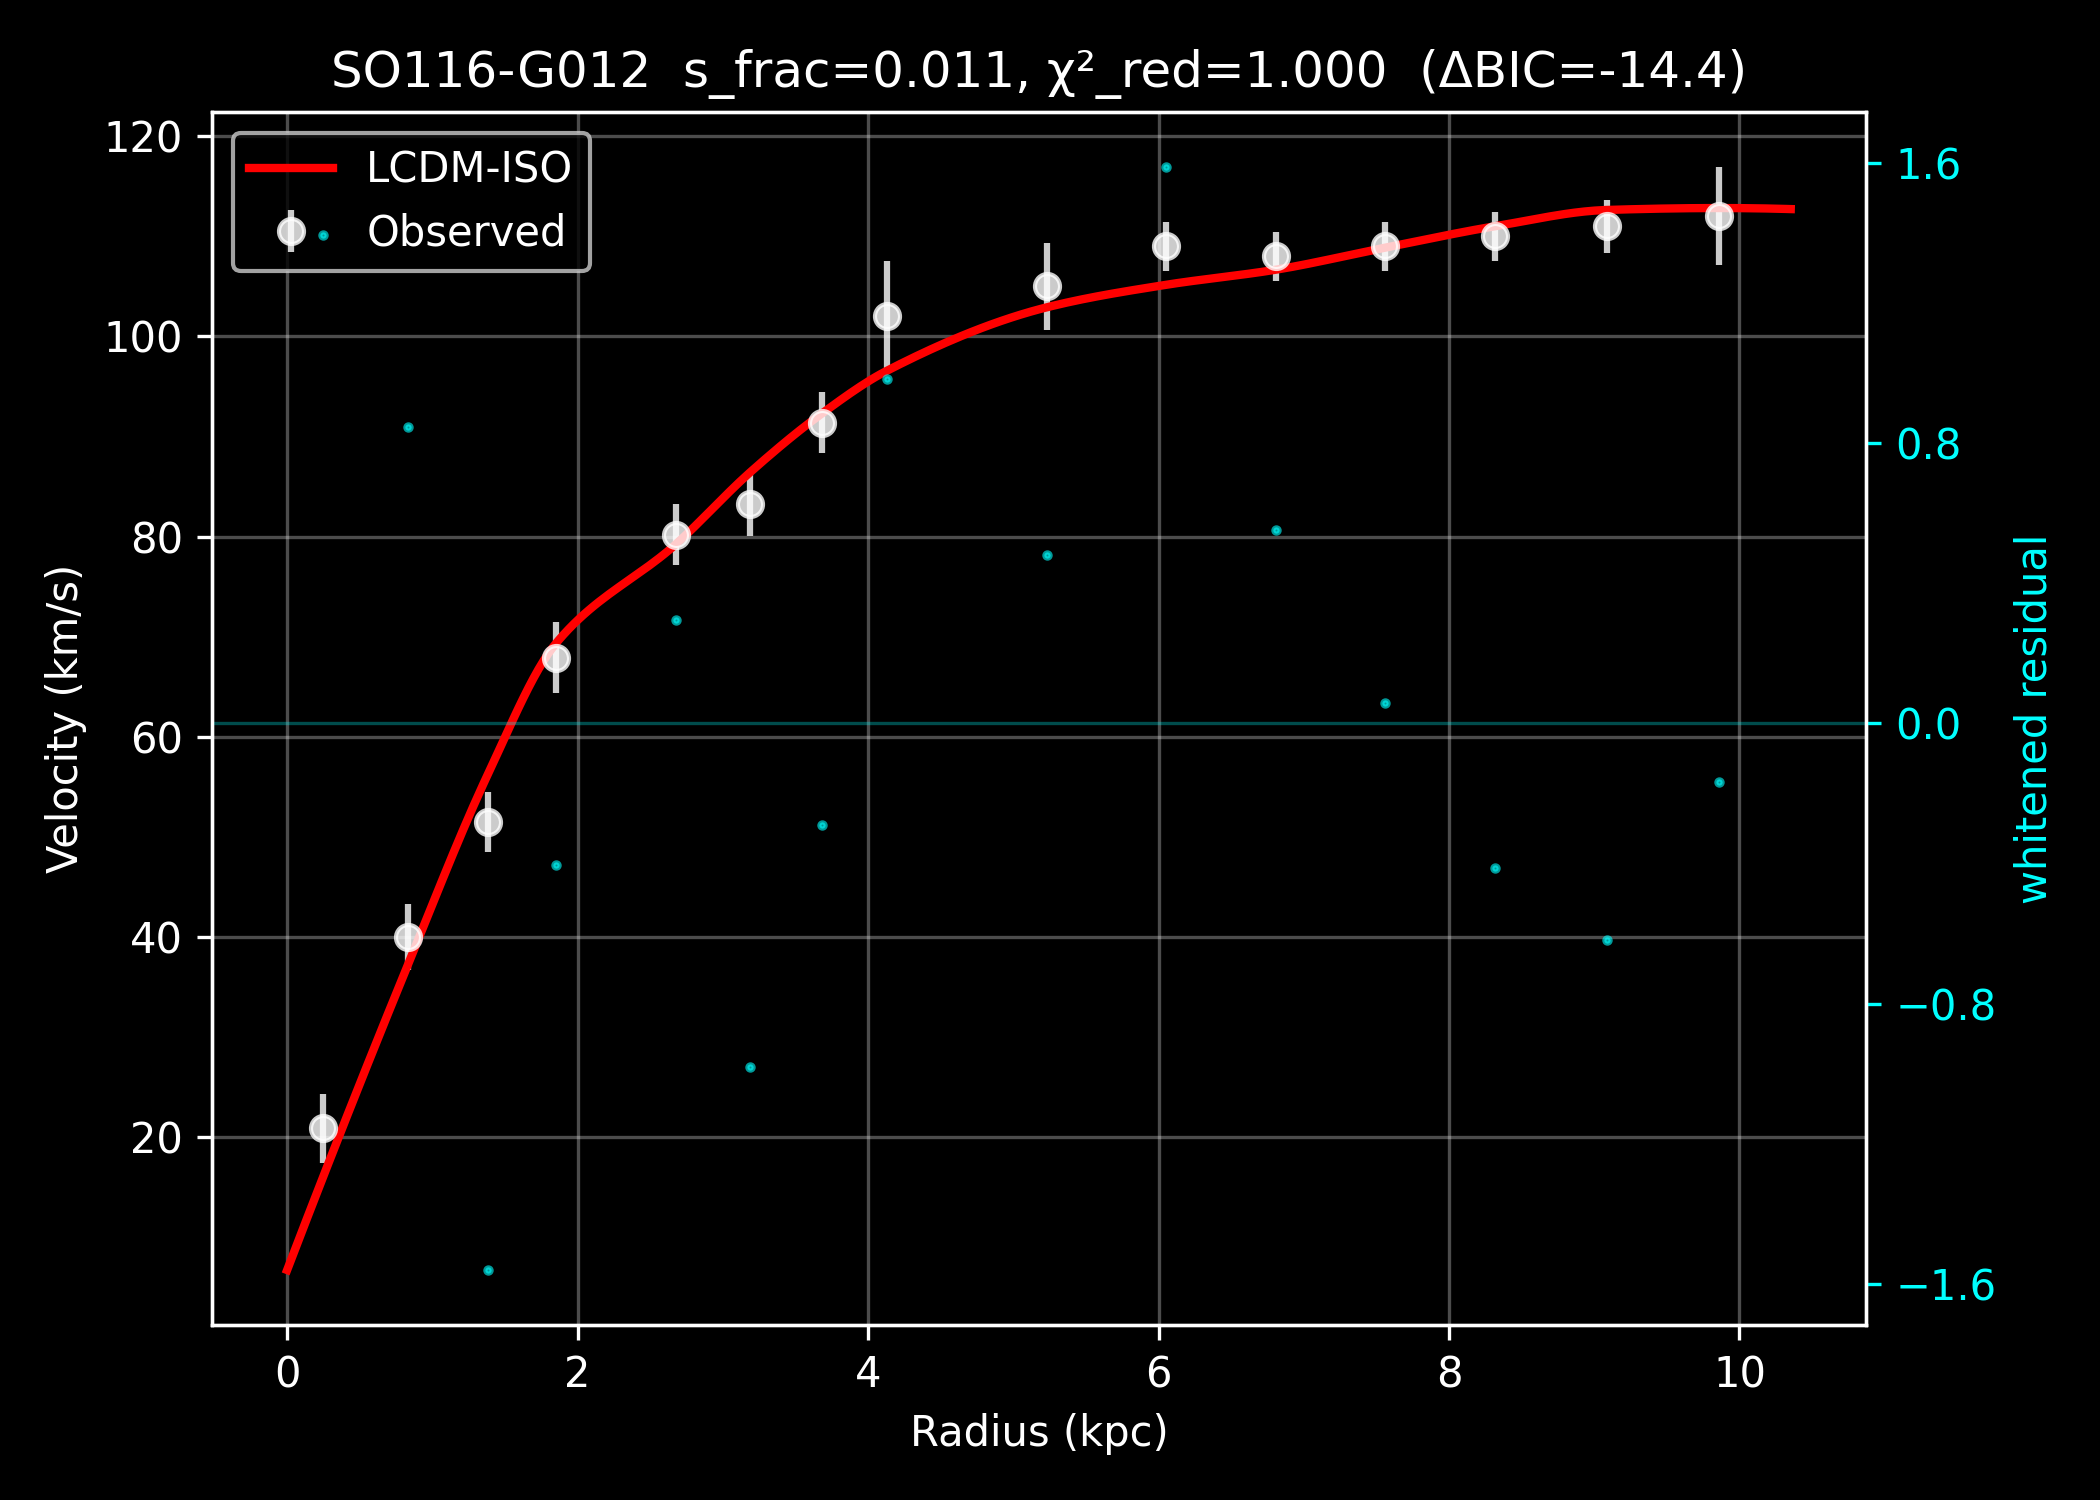 SO116-G012  s_frac=0.011, χ²_red=1.000  (ΔBIC=-14.4)
LCDM-ISO
Observed
120
100
80
60
40
20
Velocity (km/s)
0
2
4
6
8
10
Radius (kpc)
1.6
0.8
0.0
−0.8
−1.6
whitened residual